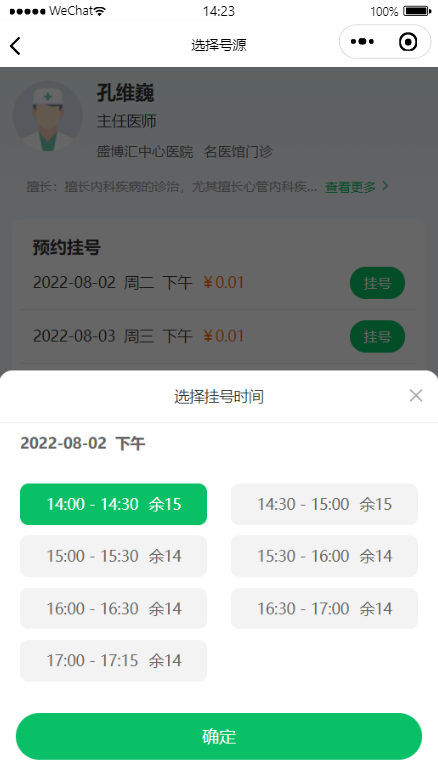 WeChat 14:23 100%
选择号源
孔维巍
主任医师
盛博汇中心医院 名医馆门诊
擅长：擅长内科疾病的诊治，尤其擅长心管内科疾... 查看更多
预约挂号
2022-08-02 周二 下午 ￥0.01 挂号
2022-08-03 周三 下午 ￥0.01 挂号
选择挂号时间
2022-08-02 下午
14:00 - 14:30 余15 14:30 - 15:00 余15
15:00 - 15:30 余14 15:30 - 16:00 余14
16:00 - 16:30 余14 16:30 - 17:00 余14
17:00 - 17:15 余14
确定